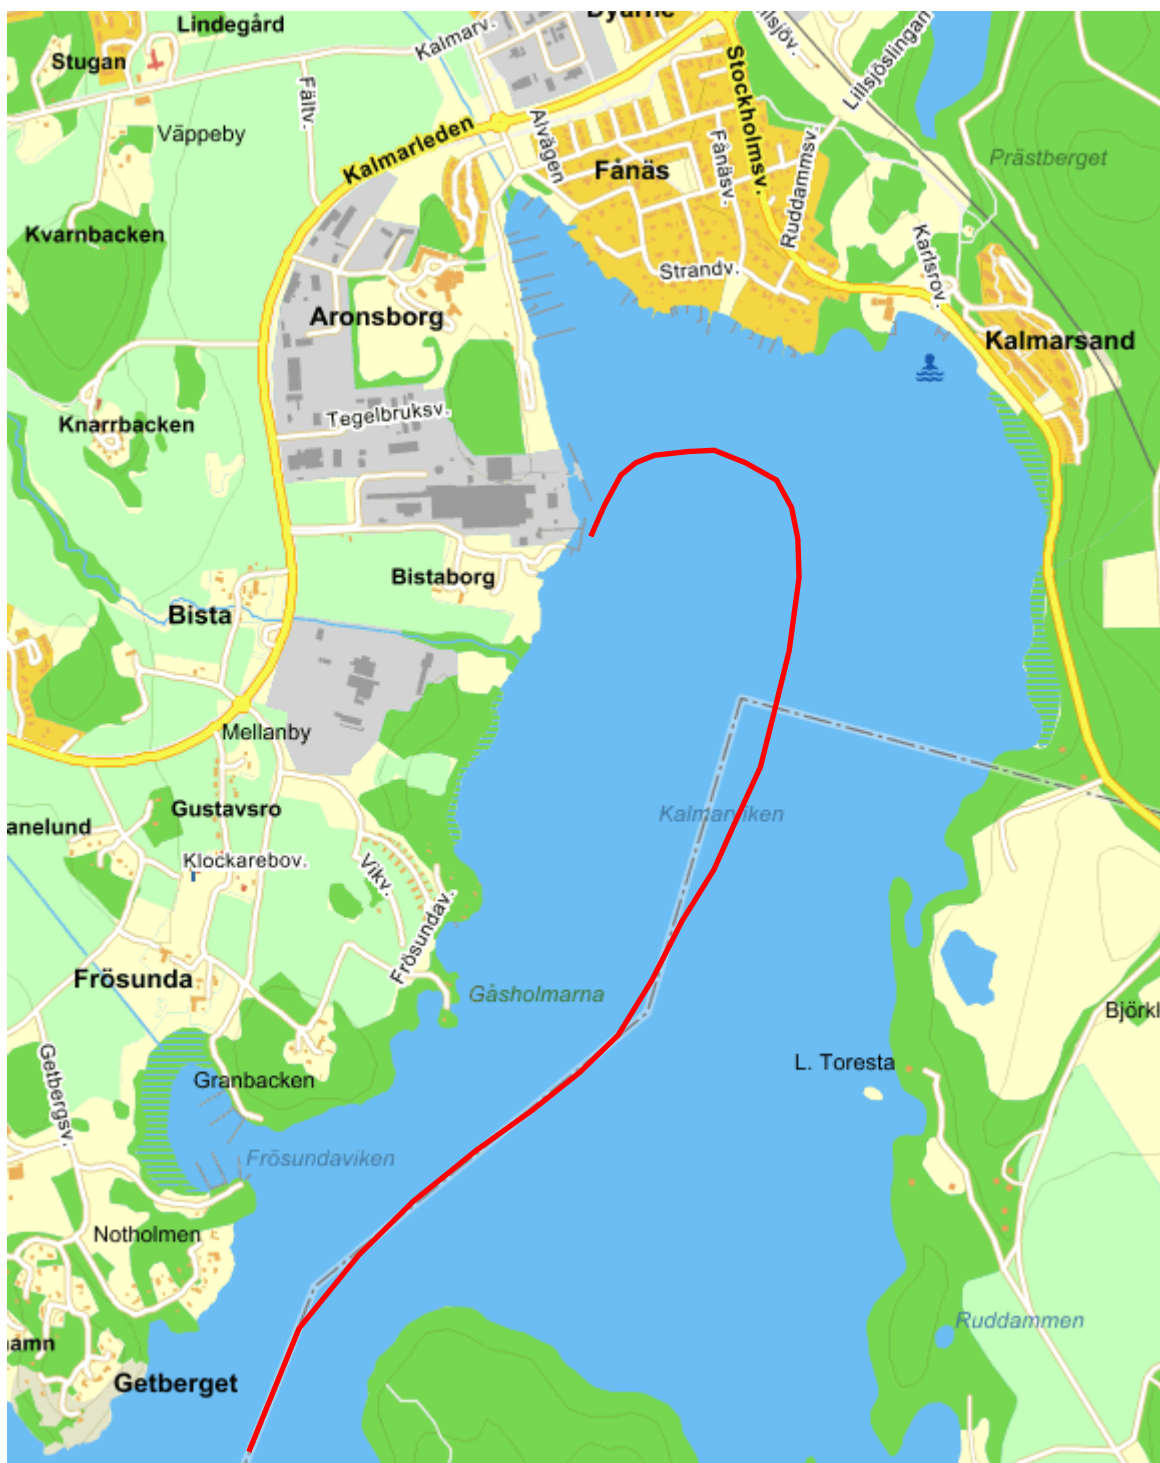 Lindegård
Stugan
Kalmarv.
Lillsjöslingan
Fältv.
Stockholmsv.
Väppeby
Kalmarleden
Alvägen
Fånäs
Fånäsv.
Ruddammsv.
Prästberget
Kvarnbacken
Karlsrov.
Strandv.
Aronsborg
Kalmarsand
Tegelbruksv.
Knarrbacken
Bistaborg
Bista
Mellanby
Gustavsro
Kalmarviken
anelund
Klockarebov.
Vikv.
Frösundav.
Frösunda
Gåsholmarna
Björkl
Getbergsv.
L. Toresta
Granbacken
Frösundaviken
Notholmen
Ruddammen
amn
Getberget